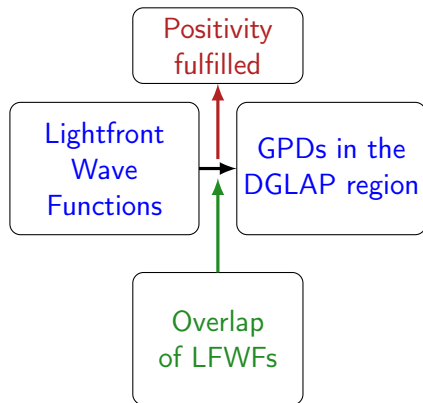 Positivity
fulfilled
Lightfront
Wave
Functions
GPDs in the
DGLAP region
Overlap
of LFWFs